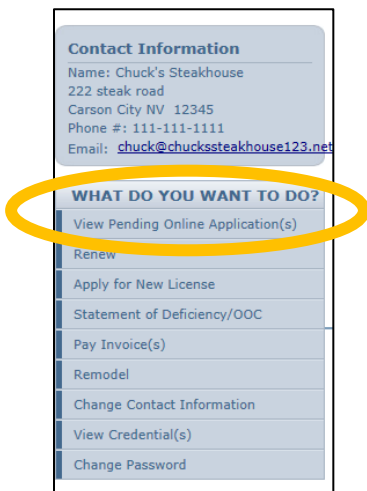 Contact Information
Name: Chuck's Steakhouse
222 steak road
Carson City NV 12345
Phone #: 111-111-1111
Email: chuck@chuckssteakhouse123.net
WHAT DO YOU WANT TO DO?
View Pending Online Application(s)
Renew
Apply for New License
Statement of Deficiency/OOC
Pay Invoice(s)
Remodel
Change Contact Information
View Credential(s)
Change Password